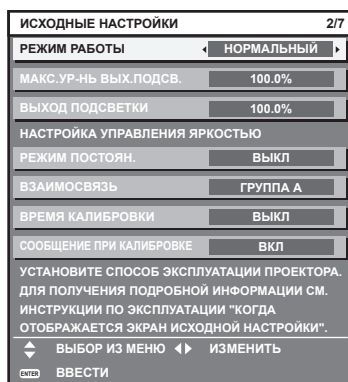 ИСХОДНЫЕ НАСТРОЙКИ 2/7
РЕЖИМ РАБОТЫ НОРМАЛЬНЫЙ
МАКС.УР-НЬ ВЫХ.ПОДСВ. 100.0%
ВЫХОД ПОДСВЕТКИ 100.0%
НАСТРОЙКА УПРАВЛЕНИЯ ЯРКОСТЬЮ
РЕЖИМ ПОСТОЯН. ВЫКЛ
ВЗАИМОСВЯЗЬ ГРУППА A
ВРЕМЯ КАЛИБРОВКИ ВЫКЛ
СООБЩЕНИЕ ПРИ КАЛИБРОВКЕ ВКЛ
УСТАНОВИТЕ СПОСОБ ЭКСПЛУАТАЦИИ ПРОЕКТОРА.
ДЛЯ ПОЛУЧЕНИЯ ПОДРОБНОЙ ИНФОРМАЦИИ СМ.
ИНСТРУКЦИИ ПО ЭКСПЛУАТАЦИИ "КОГДА
ОТОБРАЖАЕТСЯ ЭКРАН ИСХОДНОЙ НАСТРОЙКИ".
ВЫБОР ИЗ МЕНЮ ИЗМЕНИТЬ
ENTER ВВЕСТИ